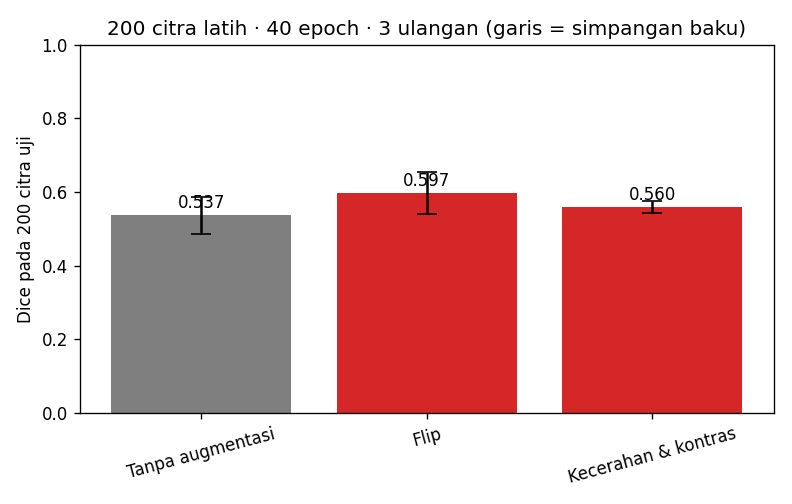 200 citra latih · 40 epoch · 3 ulangan (garis = simpangan baku)
Dice pada 200 citra uji
1.0
0.8
0.6
0.4
0.2
0.0
0.537
0.597
0.560
Tanpa augmentasi
Flip
Kecerahan & kontras